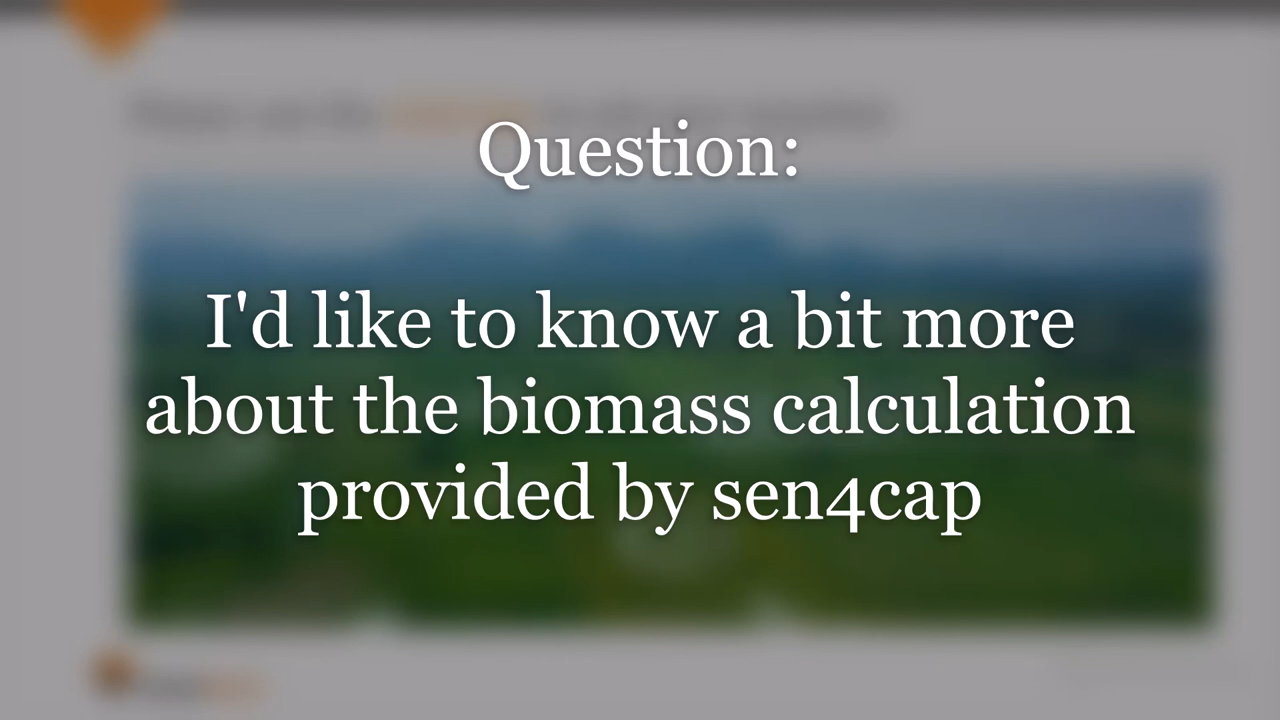 Question:
I'd like to know a bit more
about the biomass calculation
provided by sen4cap